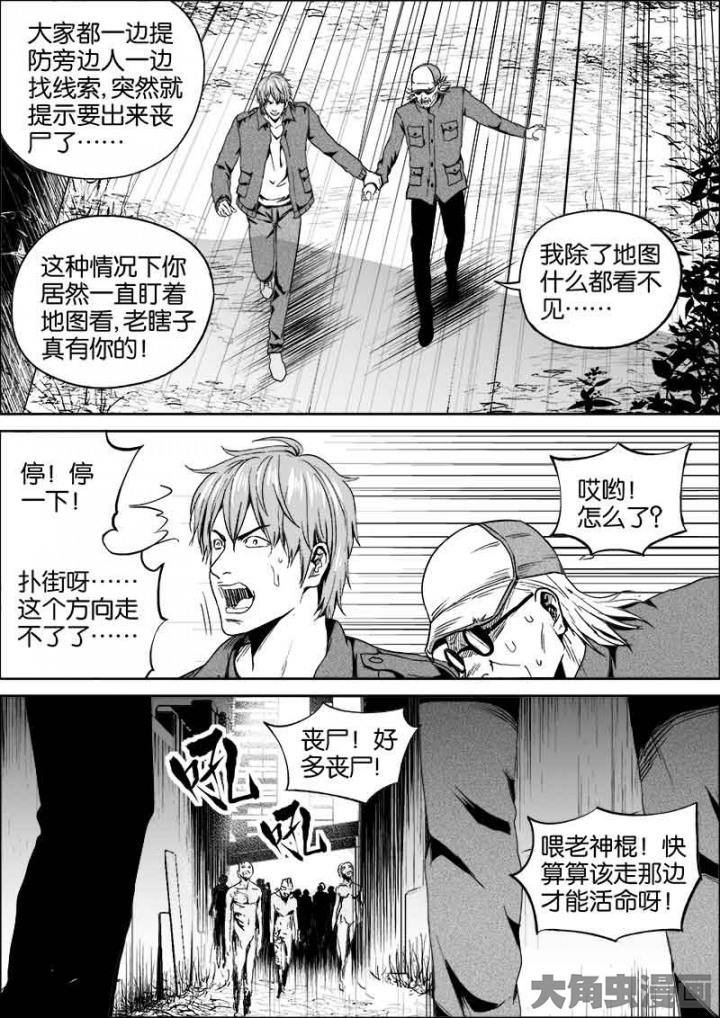 大家都一边提
防旁边人一边
找线索,突然就
提示要出来丧
尸了……
这种情况下你
居然一直盯着
地图看,老瞎子
真有你的!
我除了地图
什么都看不
见……
停!停
一下!
扑街呀……
这个方向走
不了了……
哎哟!
怎么了?
吼
吼
丧尸!好
多丧尸!
喂老神棍!快
算算该走那边
才能活命呀!
大角虫漫画